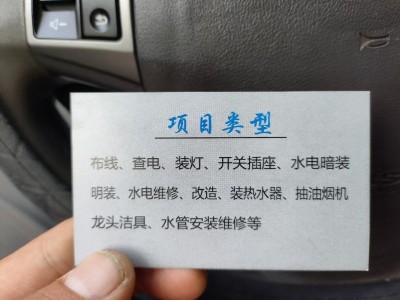 项目类型
布线、查电、装灯、开关插座、水电暗装
明装、水电维修、改造、装热水器、抽油烟机
龙头洁具、水管安装维修等